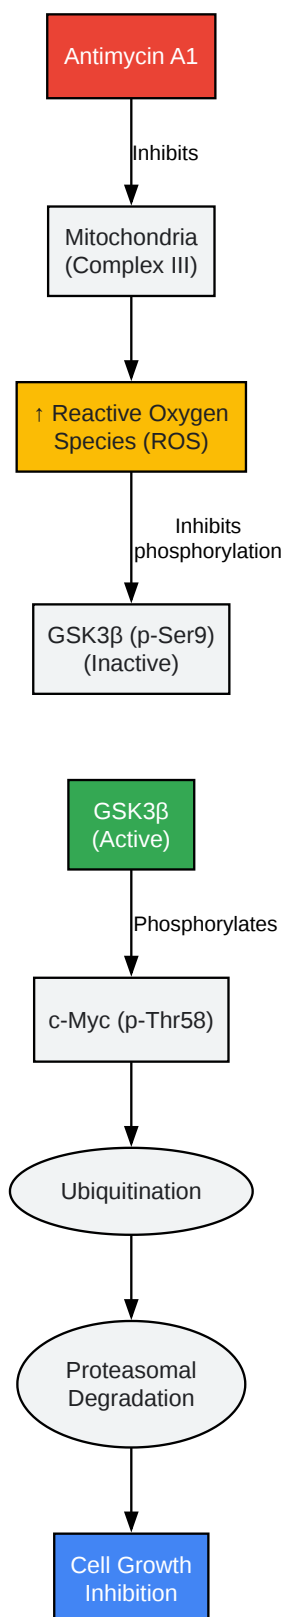 Antimycin A1
Inhibits
Mitochondria
(Complex III)
↑ Reactive Oxygen
Species (ROS)
Inhibits
phosphorylation
GSK3β (p-Ser9)
(Inactive)
GSK3β
(Active)
Phosphorylates
c-Myc (p-Thr58)
Ubiquitination
Proteasomal
Degradation
Cell Growth
Inhibition